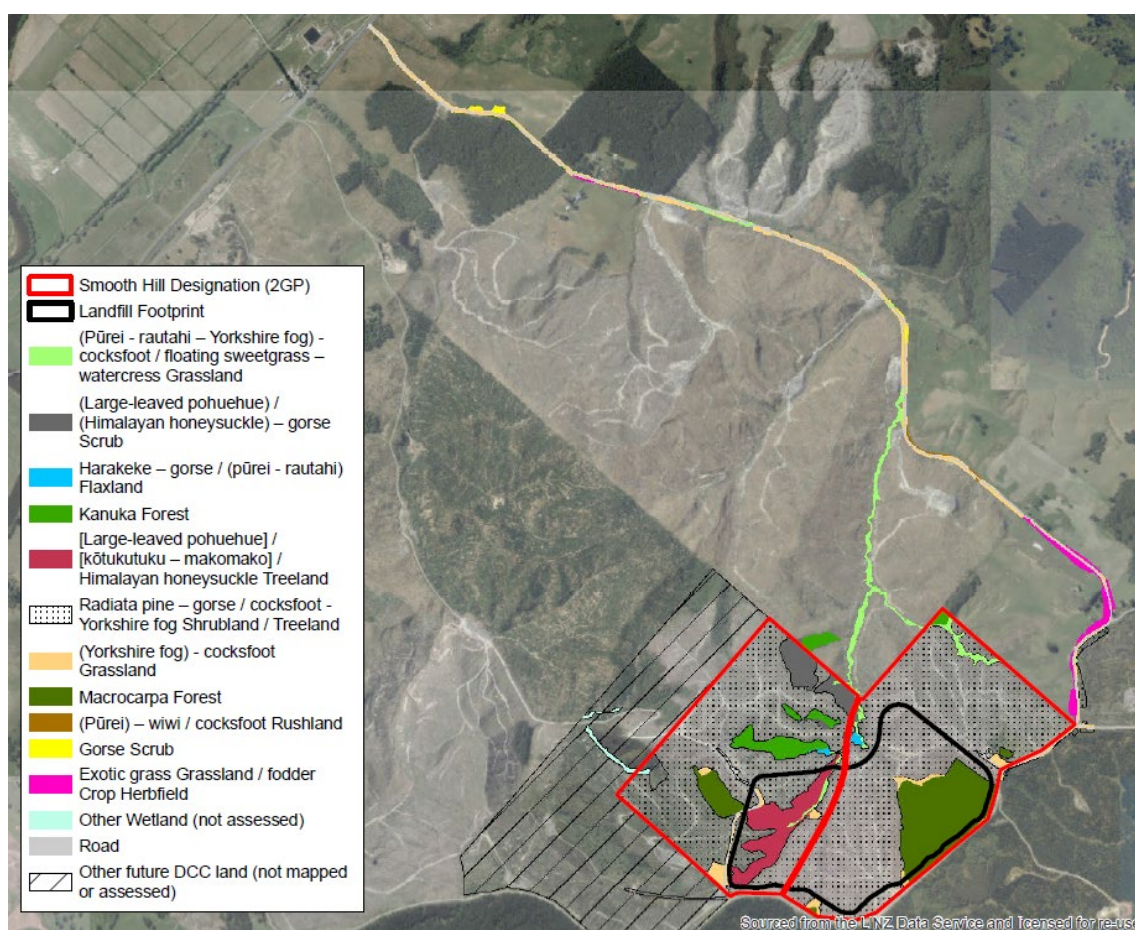 Smooth Hill Designation (2GP)
Landfill Footprint
(Pūrei - rautahi – Yorkshire fog) -
cocksfoot / floating sweetgrass –
watercress Grassland
(Large-leaved pohuehue) /
(Himalayan honeysuckle) – gorse
Scrub
Harakeke – gorse / (pūrei - rautahi)
Flaxland
Kanuka Forest
[Large-leaved pohuehue] /
[kōtukutuku – makomako] /
Himalayan honeysuckle Treeland
Radiata pine – gorse / cocksfoot -
Yorkshire fog Shrubland / Treeland
(Yorkshire fog) - cocksfoot
Grassland
Macrocarpa Forest
(Pūrei) – wiwi / cocksfoot Rushland
Gorse Scrub
Exotic grass Grassland / fodder
Crop Herbfield
Other Wetland (not assessed)
Road
Other future DCC land (not mapped
or assessed)
Sourced from the LINZ Data Service and licensed for re-use